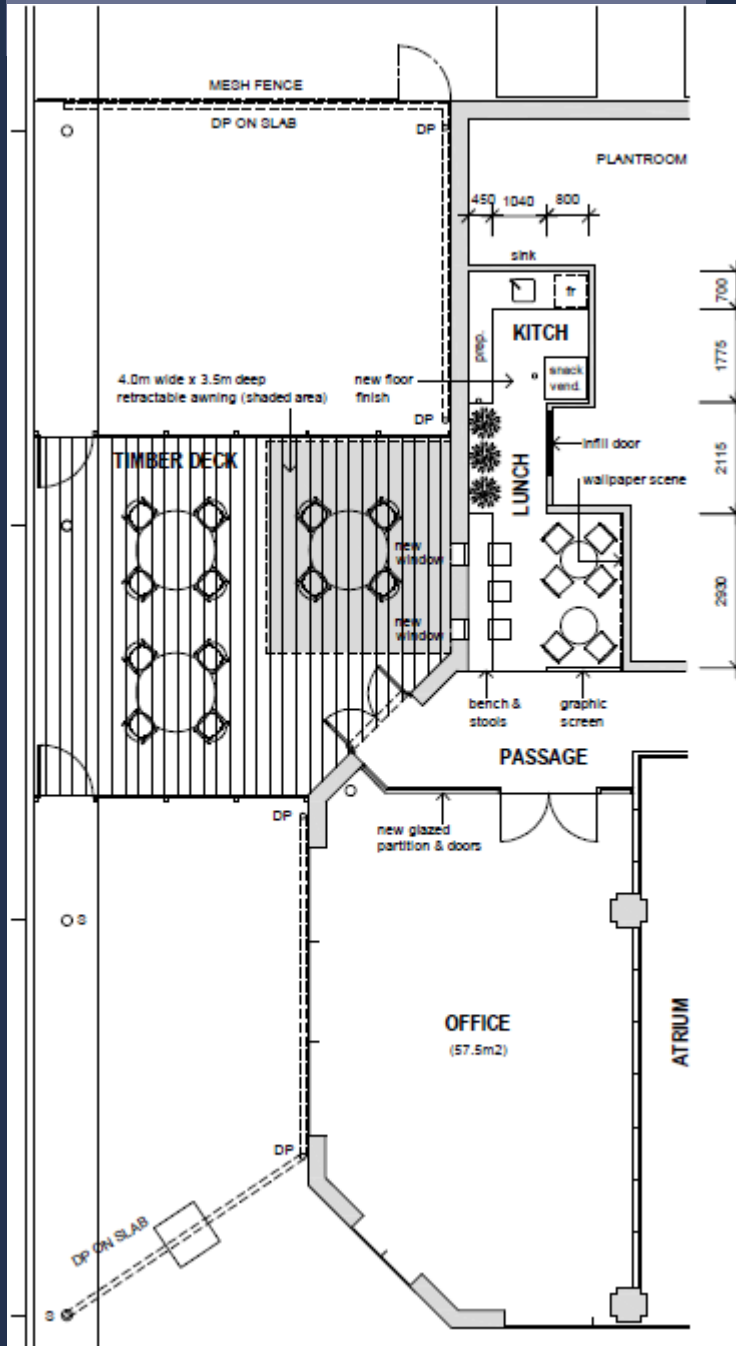 MESH FENCE
DP ON SLAB
DP
PLANTROOM
450 1040 800
sink
fr
700
KITCH
prep.
snack
vend.
1775
4.0m wide x 3.5m deep
retractable awning (shaded area)
new floor
finish
DP
TIMBER DECK
infill door
2115
LUNCH
wallpaper scene
new
window
2930
new
window
bench &
stools
graphic
screen
PASSAGE
DP
new glazed
partition & doors
S
OFFICE
(57.5m2)
ATRIUM
DP
DP ON SLAB
S